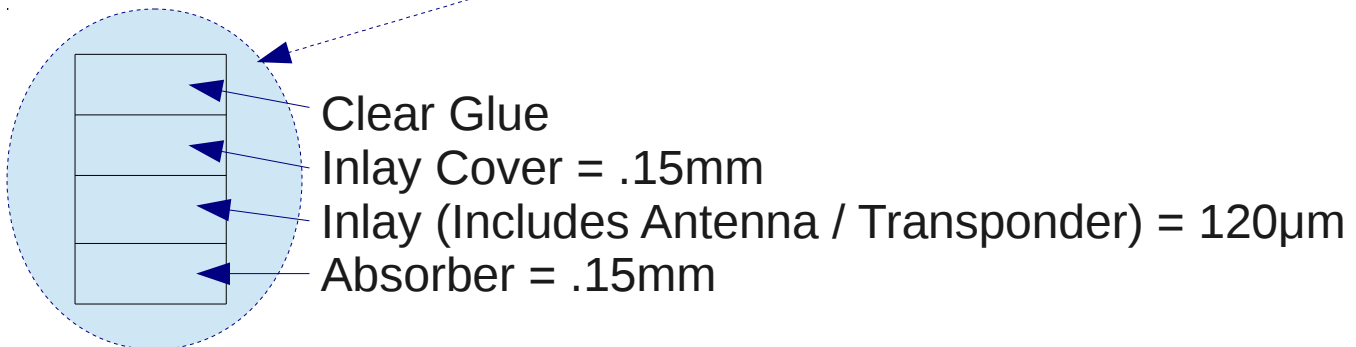 Clear Glue
Inlay Cover = .15mm
Inlay (Includes Antenna / Transponder) = 120µm
Absorber = .15mm